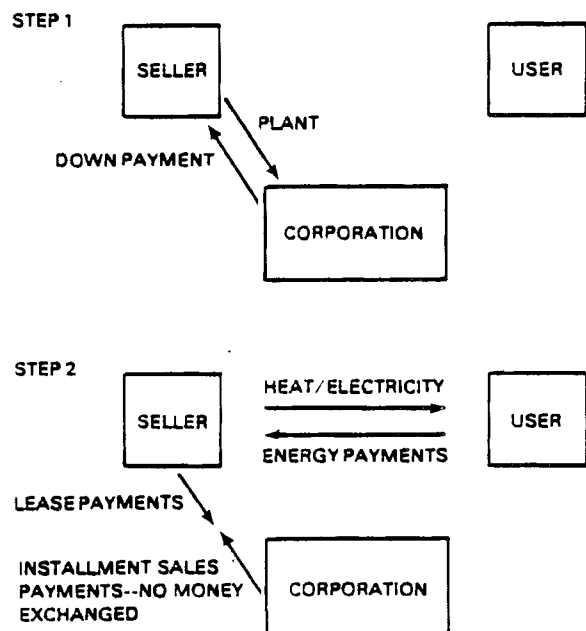 STEP 1
SELLER
USER
PLANT
DOWN PAYMENT
CORPORATION
STEP 2
HEAT/ELECTRICITY
SELLER
USER
ENERGY PAYMENTS
LEASE PAYMENTS
INSTALLMENT SALES
PAYMENTS--NO MONEY
EXCHANGED
CORPORATION